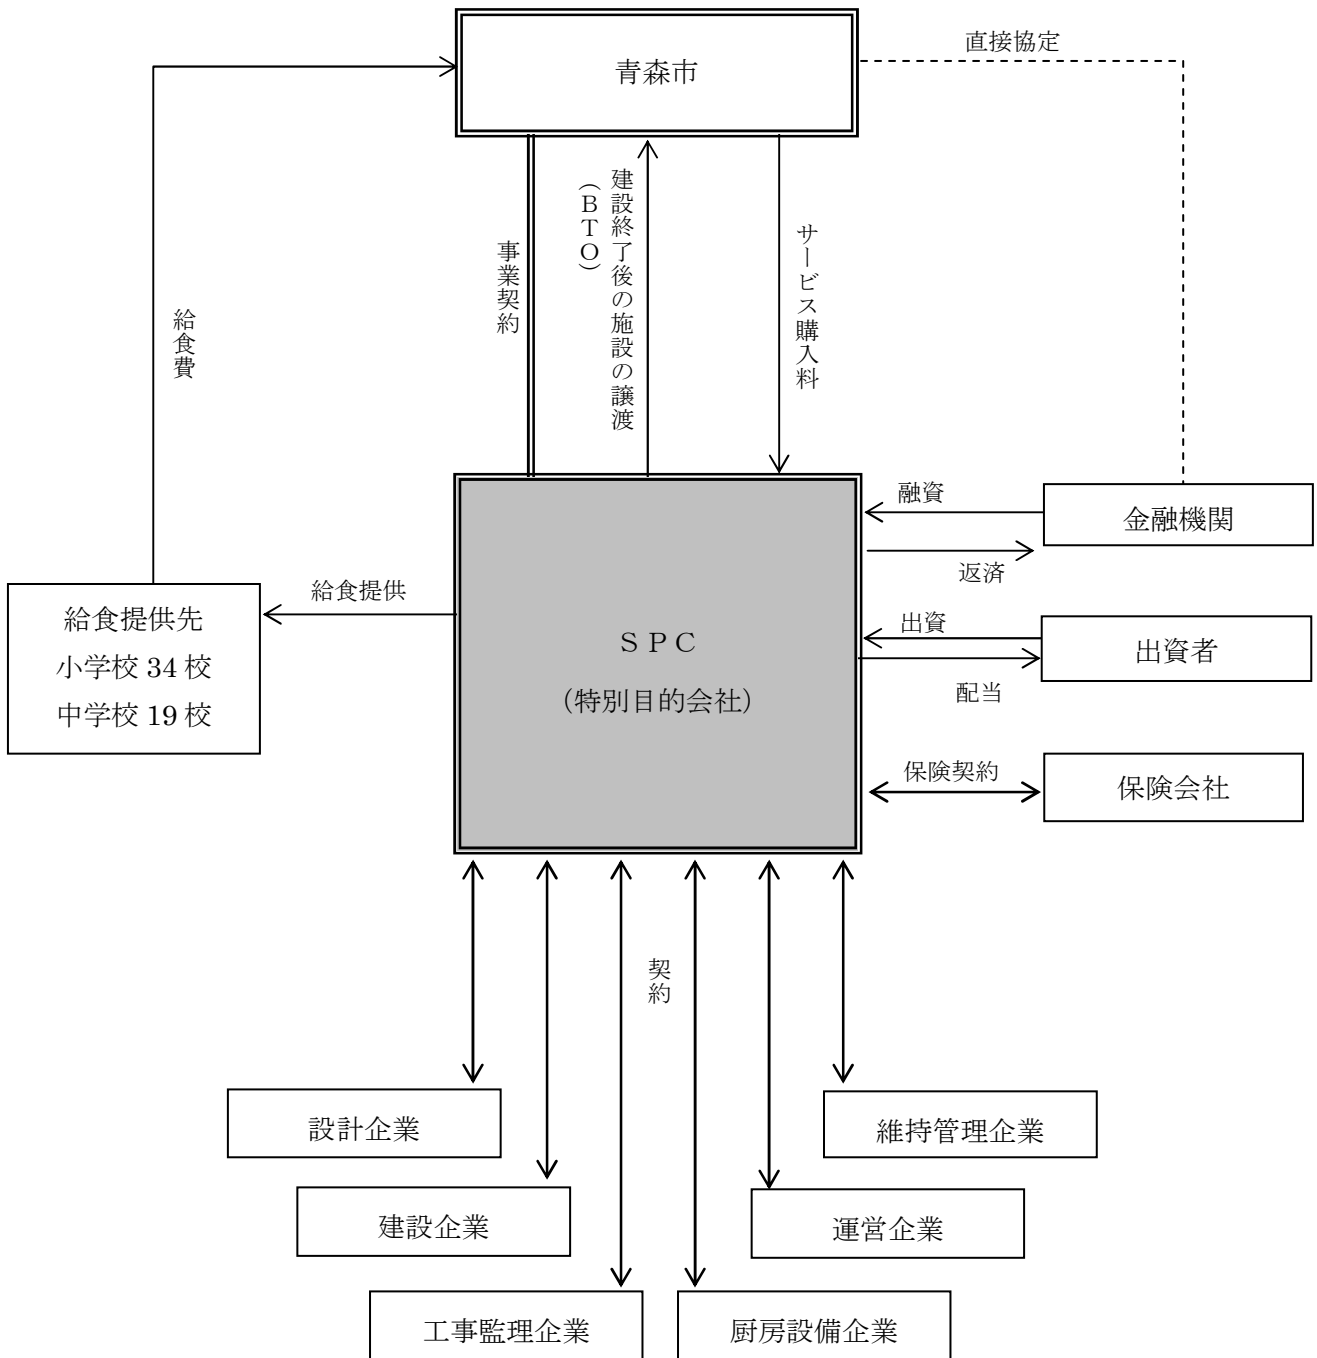 青森市
直接協定
給食費
事業契約
建設終了後の施設の譲渡
（ＢＴＯ）
サービス購入料
融資
金融機関
返済
給食提供先
小学校 34 校
中学校 19 校
給食提供
ＳＰＣ
（特別目的会社）
出資
出資者
配当
保険契約
保険会社
契約
設計企業
維持管理企業
建設企業
運営企業
工事監理企業
厨房設備企業